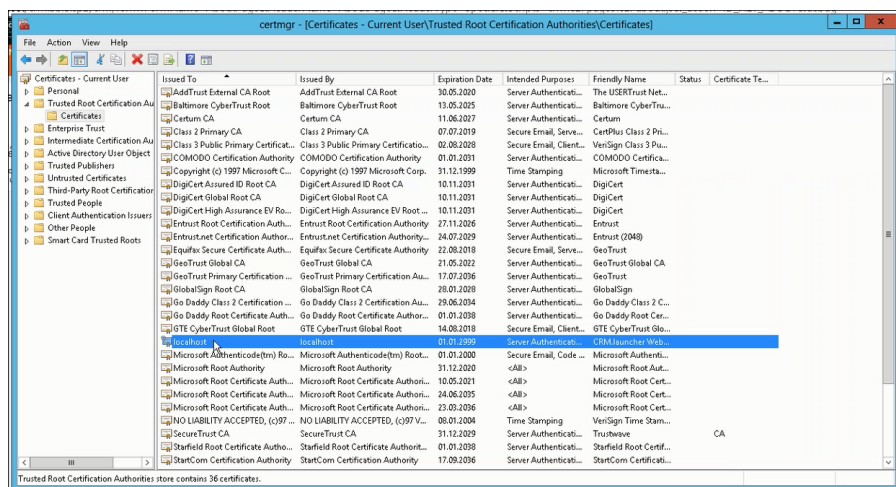 certmgr - [Certificates - Current User\Trusted Root Certification Authorities\Certificates]
File Action View Help
Certificates - Current User
Personal
Trusted Root Certification Au
Certificates
Enterprise Trust
Intermediate Certification Au
Active Directory User Object
Trusted Publishers
Untrusted Certificates
Third-Party Root Certification
Trusted People
Client Authentication Issuers
Other People
Smart Card Trusted Roots
Issued To Issued By Expiration Date Intended Purposes Friendly Name Status Certificate Te...
AddTrust External CA Root AddTrust External CA Root 30.05.2020 Server Authenticati... The USERTrust Net...
Baltimore CyberTrust Root Baltimore CyberTrust Root 13.05.2025 Server Authenticati... Baltimore CyberTru...
Certum CA Certum CA 11.06.2027 Server Authenticati... Certum
Class 2 Primary CA Class 2 Primary CA 07.07.2019 Secure Email, Serve... CertPlus Class 2 Pri...
Class 3 Public Primary Certificat... Class 3 Public Primary Certificatio... 02.08.2028 Secure Email, Client... VeriSign Class 3 Pu...
COMODO Certification Authority COMODO Certification Authority 01.01.2031 Server Authenticati... COMODO Certifica...
Copyright (c) 1997 Microsoft C... Copyright (c) 1997 Microsoft Corp. 31.12.1999 Time Stamping Microsoft Timesta...
DigiCert Assured ID Root CA DigiCert Assured ID Root CA 10.11.2031 Server Authenticati... DigiCert
DigiCert Global Root CA DigiCert Global Root CA 10.11.2031 Server Authenticati... DigiCert
DigiCert High Assurance EV Ro... DigiCert High Assurance EV Root ... 10.11.2031 Server Authenticati... DigiCert
Entrust Root Certification Auth... Entrust Root Certification Authority 27.11.2026 Server Authenticati... Entrust
Entrust.net Certification Author... Entrust.net Certification Authority... 24.07.2029 Server Authenticati... Entrust (2048)
Equifax Secure Certificate Auth... Equifax Secure Certificate Authority 22.08.2018 Secure Email, Serve... GeoTrust
GeoTrust Global CA GeoTrust Global CA 21.05.2022 Server Authenticati... GeoTrust Global CA
GeoTrust Primary Certification ... GeoTrust Primary Certification Au... 17.07.2036 Server Authenticati... GeoTrust
GlobalSign Root CA GlobalSign Root CA 28.01.2028 Server Authenticati... GlobalSign
Go Daddy Class 2 Certification ... Go Daddy Class 2 Certification Au... 29.06.2034 Server Authenticati... Go Daddy Class 2 C...
Go Daddy Root Certificate Auth... Go Daddy Root Certificate Author... 01.01.2038 Server Authenticati... Go Daddy Root Cer...
GTE CyberTrust Global Root GTE CyberTrust Global Root 14.08.2018 Secure Email, Client... GTE CyberTrust Glo...
localhost localhost 01.01.2999 Server Authenticati... CRM.launcher Web...
Microsoft Authenticode(tm) Ro... Microsoft Authenticode(tm) Root... 01.01.2000 Secure Email, Code ... Microsoft Authenti...
Microsoft Root Authority Microsoft Root Authority 31.12.2020 <All> Microsoft Root Aut...
Microsoft Root Certificate Auth... Microsoft Root Certificate Authori... 10.05.2021 <All> Microsoft Root Cert...
Microsoft Root Certificate Auth... Microsoft Root Certificate Authori... 24.06.2035 <All> Microsoft Root Cert...
Microsoft Root Certificate Auth... Microsoft Root Certificate Authori... 23.03.2036 <All> Microsoft Root Cert...
NO LIABILITY ACCEPTED, (c)97 ... NO LIABILITY ACCEPTED, (c)97 V... 08.01.2004 Time Stamping VeriSign Time Stam...
SecureTrust CA SecureTrust CA 31.12.2029 Server Authenticati... Trustwave CA
Starfield Root Certificate Autho... Starfield Root Certificate Authorit... 01.01.2038 Server Authenticati... Starfield Root Certif...
StartCom Certification Authority StartCom Certification Authority 17.09.2036 Server Authenticati... StartCom Certificati...
Trusted Root Certification Authorities store contains 36 certificates.